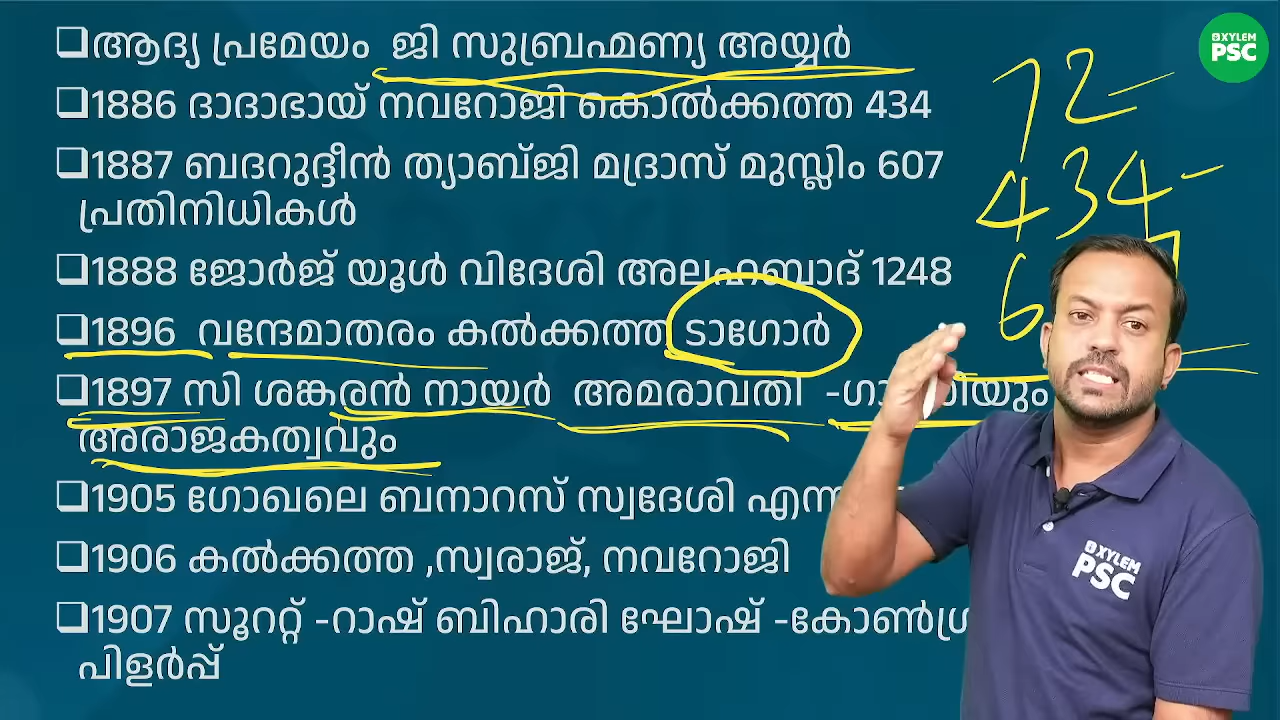 ❑ആദ്യ പ്രമേയം ജി സുബ്രഹ്മണ്യ അയ്യർ
❑1886 ദാദാഭായ് നവറോജി കൊൽക്കത്ത 434
❑1887 ബദറുദ്ദീൻ ത്യാബ്ജി മദ്രാസ് മുസ്ലിം 607
പ്രതിനിധികൾ
❑1888 ജോർജ് യൂൾ വിദേശി അലഹബാദ് 1248
❑1896 വന്ദേമാതരം കൽക്കത്ത ടാഗോർ
❑1897 സി ശങ്കരൻ നായർ അമരാവതി -
അരാജകത്വവും
❑1905 ഗോഖലെ ബനാറസ് സ്വദേശി
❑1906 കൽക്കത്ത ,സ്വരാജ്, നവറോജി
❑1907 സൂററ്റ് -റാഷ് ബിഹാരി ഘോഷ് -
പിളർപ്പ്
72-
434-
6
XYLEM
PSC
XYLEM
PSC